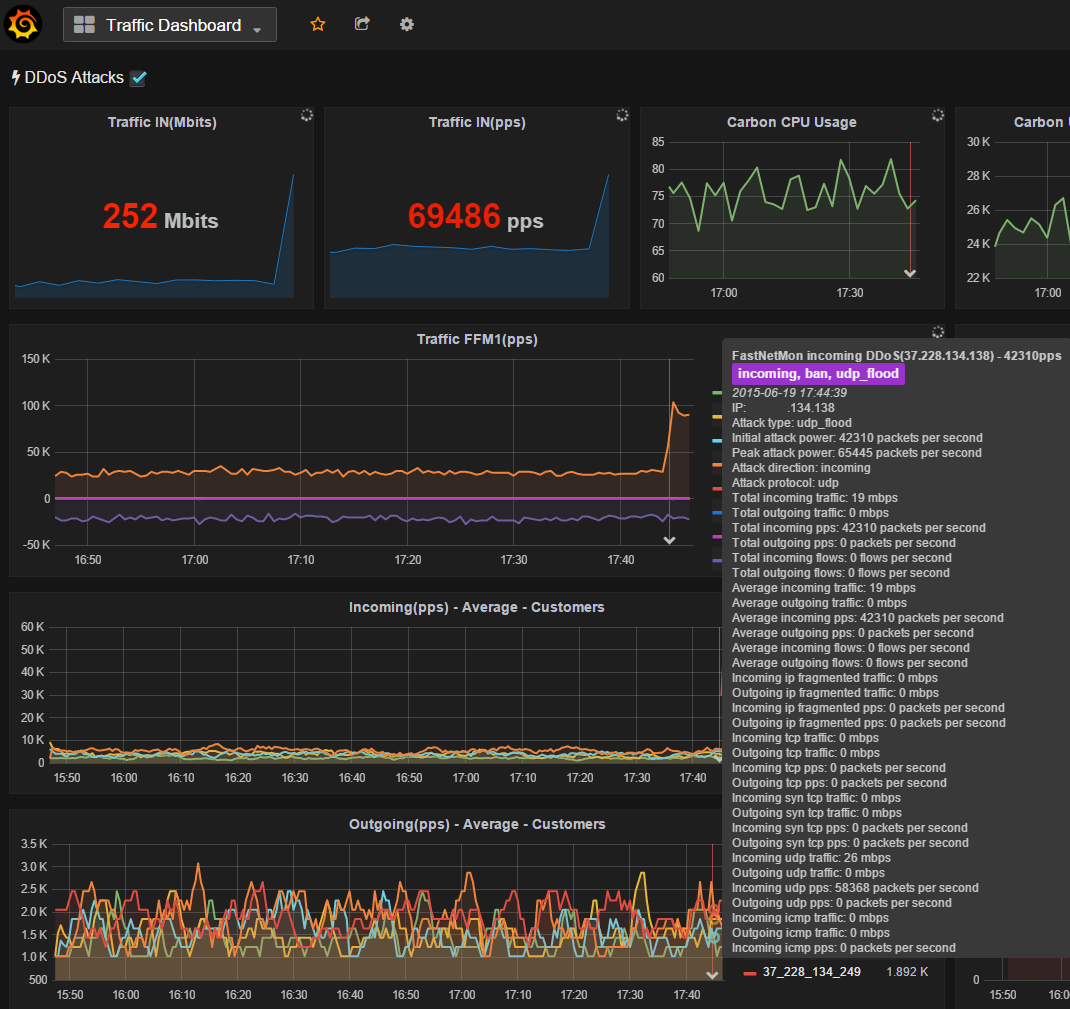 Traffic Dashboard
DDoS Attacks
Traffic IN(Mbits)
252 Mbits
Traffic IN(pps)
69486 pps
Carbon CPU Usage
85
80
75
70
65
60
17:00 17:30
Carbon
30 K
28 K
26 K
24 K
22 K
17:00
Traffic FFM1(pps)
150 K
100 K
50 K
0
-50 K
16:50 17:00 17:10 17:20 17:30 17:40
FastNetMon incoming DDoS(37.228.134.138) - 42310pps
incoming, ban, udp_flood
2015-06-19 17:44:39
IP: .134.138
Attack type: udp_flood
Initial attack power: 42310 packets per second
Peak attack power: 65445 packets per second
Attack direction: incoming
Attack protocol: udp
Total incoming traffic: 19 mbps
Total outgoing traffic: 0 mbps
Total incoming pps: 42310 packets per second
Total outgoing pps: 0 packets per second
Total incoming flows: 0 flows per second
Total outgoing flows: 0 flows per second
Average incoming traffic: 19 mbps
Average outgoing traffic: 0 mbps
Average incoming pps: 42310 packets per second
Average outgoing pps: 0 packets per second
Average incoming flows: 0 flows per second
Average outgoing flows: 0 flows per second
Incoming ip fragmented traffic: 0 mbps
Outgoing ip fragmented traffic: 0 mbps
Incoming ip fragmented pps: 0 packets per second
Outgoing ip fragmented pps: 0 packets per second
Incoming tcp traffic: 0 mbps
Outgoing tcp traffic: 0 mbps
Incoming tcp pps: 0 packets per second
Outgoing tcp pps: 0 packets per second
Incoming syn tcp traffic: 0 mbps
Outgoing syn tcp traffic: 0 mbps
Incoming syn tcp pps: 0 packets per second
Outgoing syn tcp pps: 0 packets per second
Incoming udp traffic: 26 mbps
Outgoing udp traffic: 0 mbps
Incoming udp pps: 58368 packets per second
Outgoing udp pps: 0 packets per second
Incoming icmp traffic: 0 mbps
Outgoing icmp traffic: 0 mbps
Incoming icmp pps: 0 packets per second
Incoming(pps) - Average - Customers
60 K
50 K
40 K
30 K
20 K
10 K
0
15:50 16:00 16:10 16:20 16:30 16:40 16:50 17:00 17:10 17:20 17:30 17:40
Outgoing(pps) - Average - Customers
3.5 K
3.0 K
2.5 K
2.0 K
1.5 K
1.0 K
500
15:50 16:00 16:10 16:20 16:30 16:40 16:50 17:00 17:10 17:20 17:30 17:40
37_228_134_249 1.892 K
0
15:50